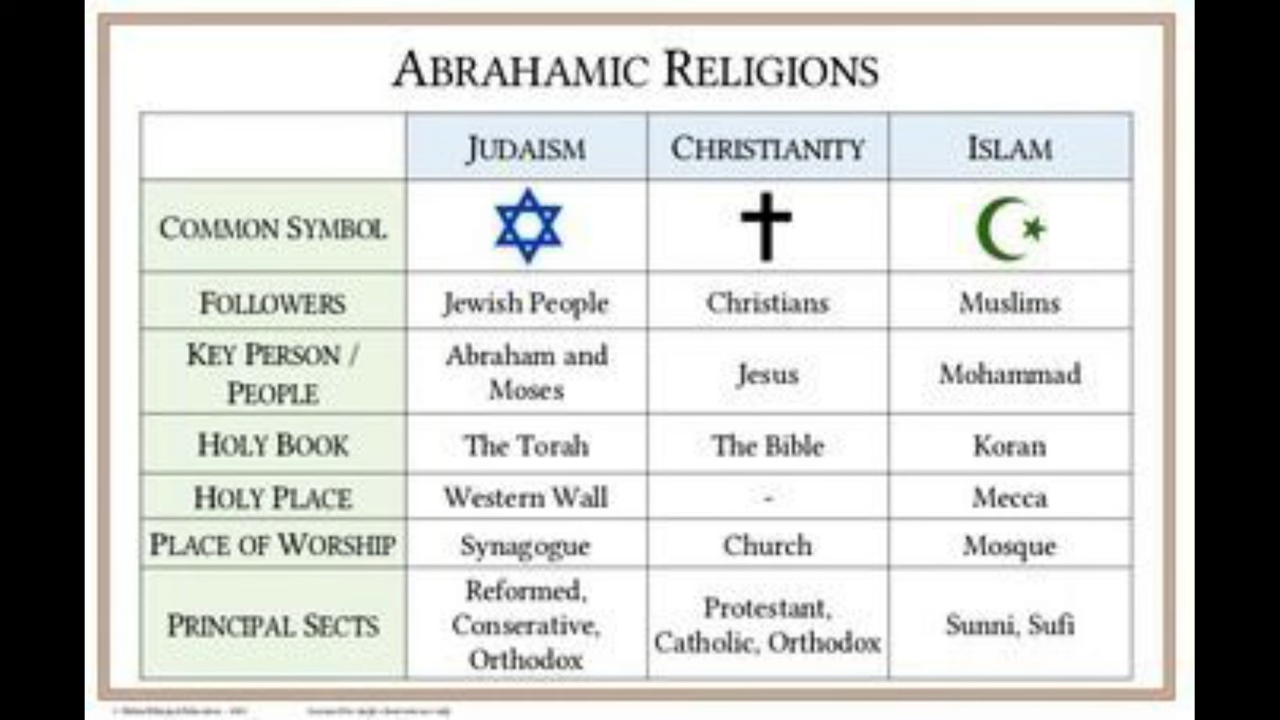 ABRAHAMIC RELIGIONS
JUDAISM CHRISTIANITY ISLAM
COMMON SYMBOL
FOLLOWERS Jewish People Christians Muslims
KEY PERSON /
PEOPLE
Abraham and
Moses
Jesus
Mohammad
HOLY BOOK The Torah The Bible Koran
HOLY PLACE Western Wall - Mecca
PLACE OF WORSHIP Synagogue Church Mosque
PRINCIPAL SECTS
Reformed,
Conserative,
Orthodox
Protestant,
Catholic, Orthodox
Sunni, Sufi